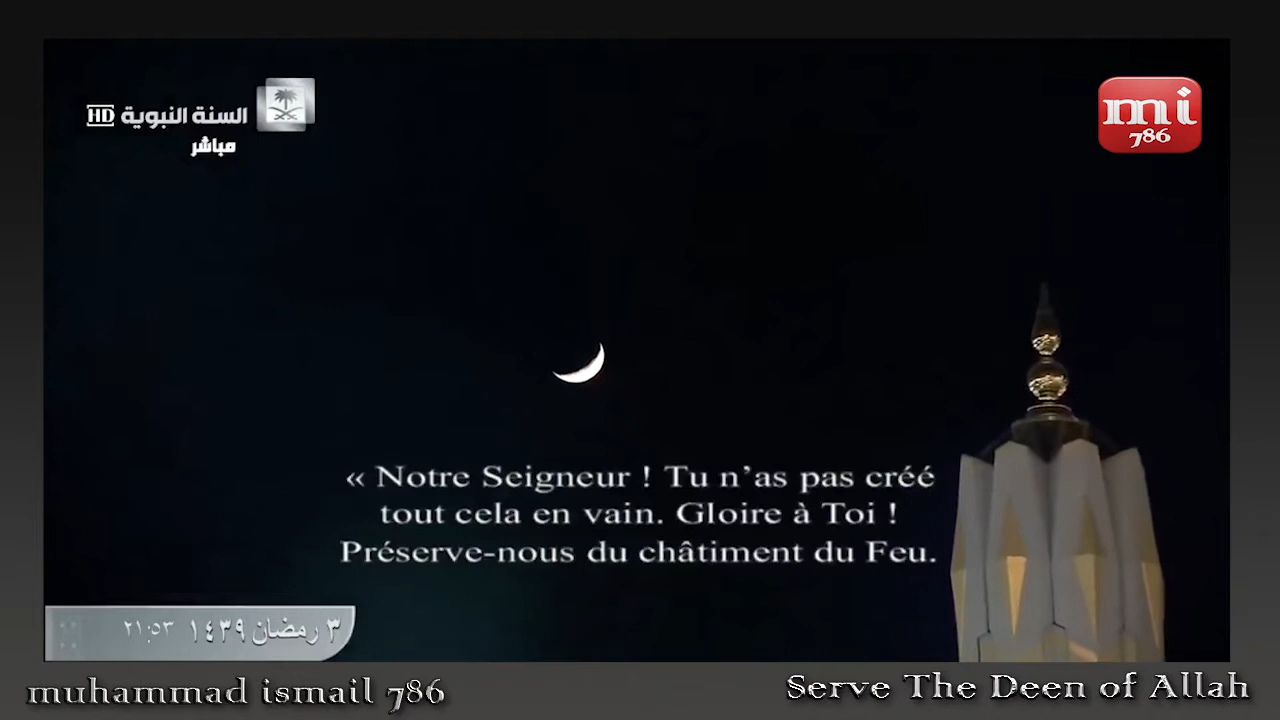 السنة النبوية HD
مباشر
mi
786
« Notre Seigneur ! Tu n’as pas créé
tout cela en vain. Gloire à Toi !
Préserve-nous du châtiment du Feu.
٣ رمضان ١٤٣٩ ٢١:٥٣
muhammad ismail 786
Serve The Deen of Allah